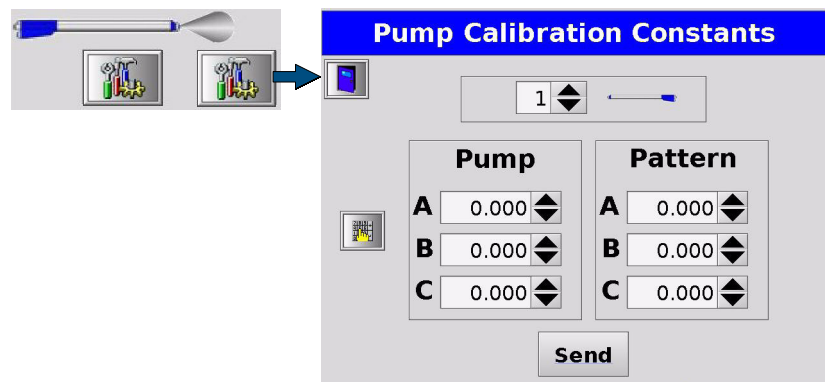 Pump Calibration Constants
1
Pump Pattern
A 0.000 A 0.000
B 0.000 B 0.000
C 0.000 C 0.000
Send